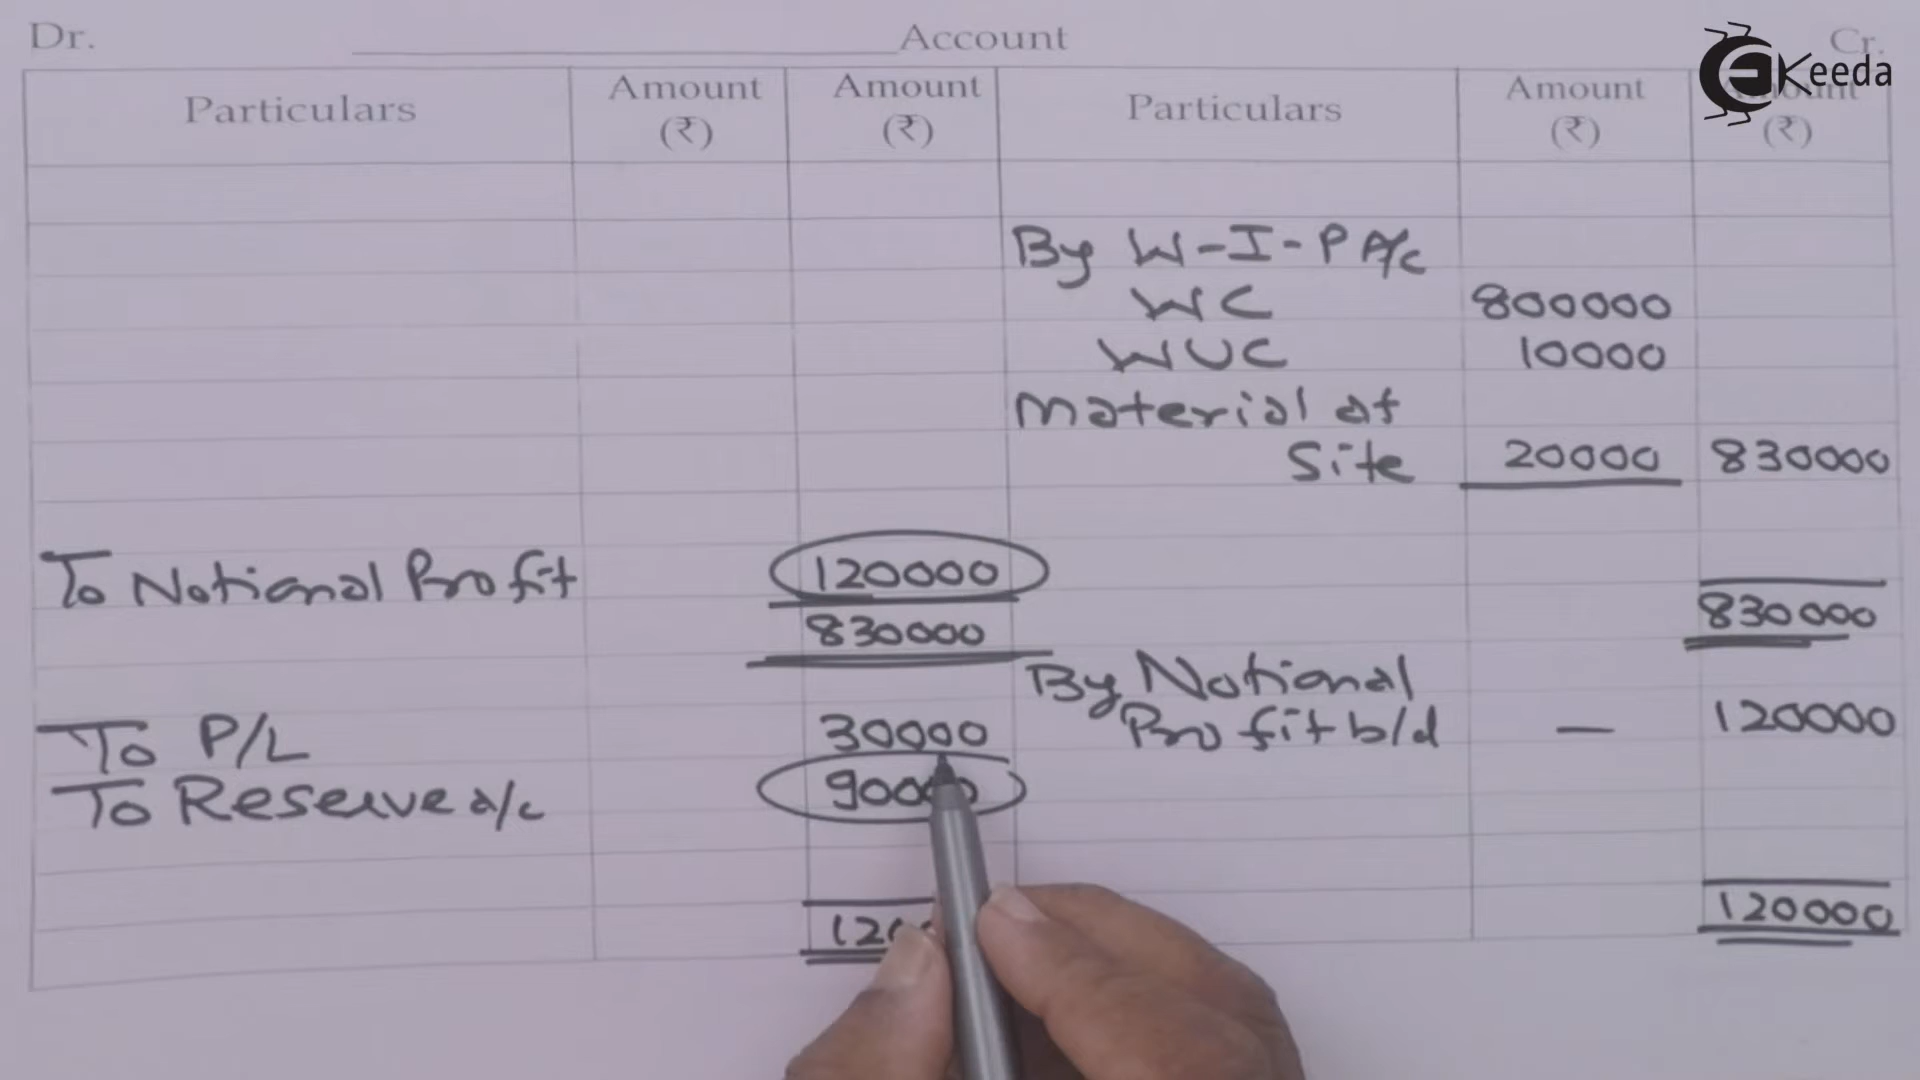 Dr. Account Cr.
Particulars Amount (₹) Amount (₹) Particulars Amount (₹) Amount (₹)
Keeda
By W-I-P A/c
WC 800000
WUC 10000
Material at
Site 20000 830000
To Notional Profit 120000
830000 830000
By Notional
To P/L 30000 Profit b/d — 120000
To Reserve a/c
120000